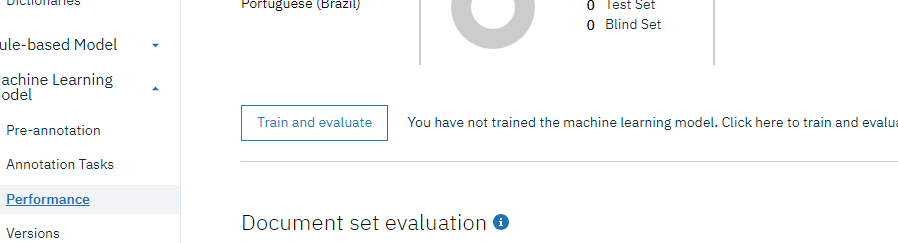 Dictionaries
Portuguese (Brazil)
0 Test Set
0 Blind Set
ule-based Model
achine Learning
odel
Pre-annotation
Annotation Tasks
Performance
Versions
Train and evaluate
You have not trained the machine learning model. Click here to train and evalua
Document set evaluation